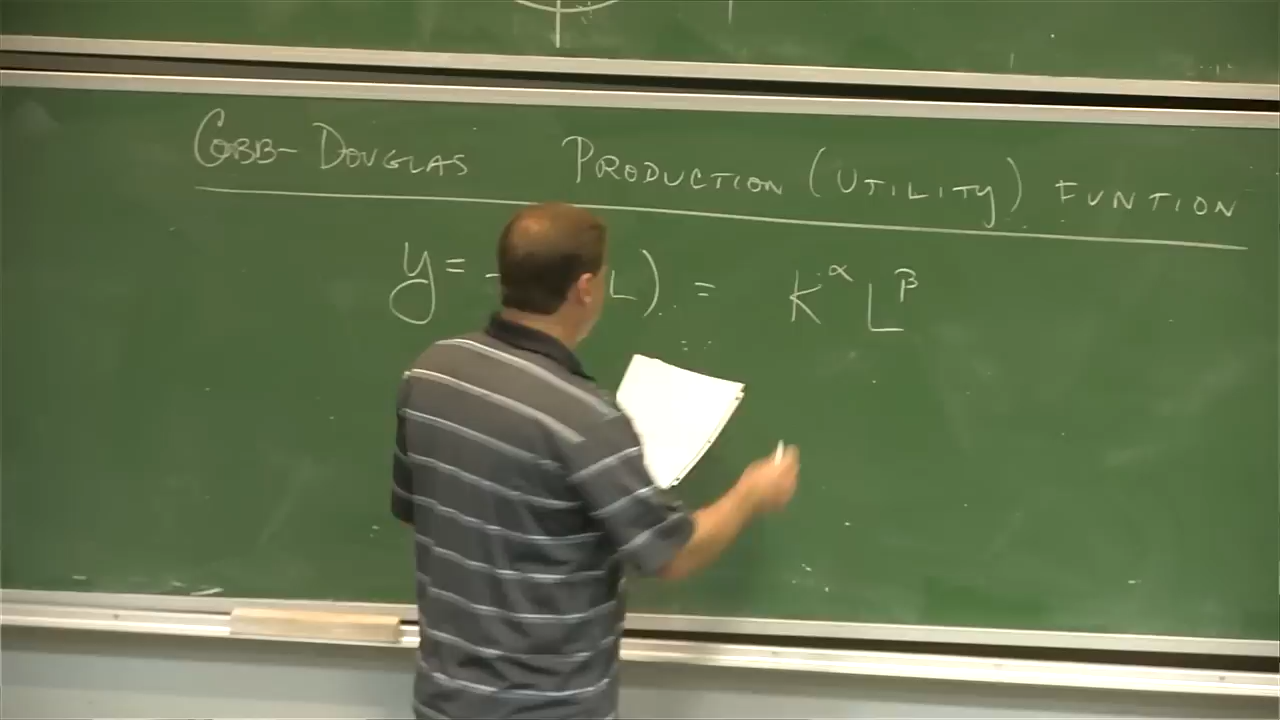 COBB-DOUGLAS PRODUCTION (UTILITY) FUNTION
y = L) = K^α L^β